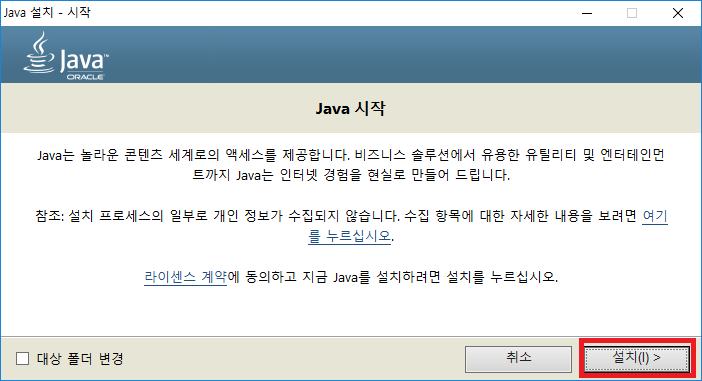 Java 설치 - 시작
Java™
ORACLE
Java 시작
Java는 놀라운 콘텐츠 세계로의 액세스를 제공합니다. 비즈니스 솔루션에서 유용한 유틸리티 및 엔터테인먼
트까지 Java는 인터넷 경험을 현실로 만들어 드립니다.
참조: 설치 프로세스의 일부로 개인 정보가 수집되지 않습니다. 수집 항목에 대한 자세한 내용을 보려면 여기
를 누르십시오.
라이센스 계약에 동의하고 지금 Java를 설치하려면 설치를 누르십시오.
대상 폴더 변경
취소
설치(I) >